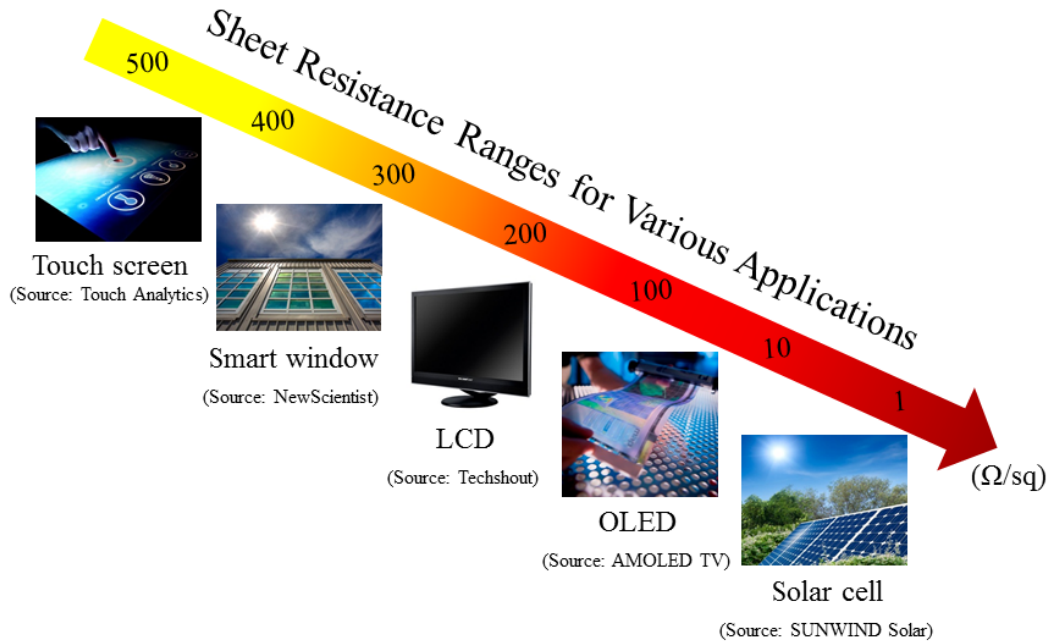 Sheet Resistance Ranges for Various Applications
500
400
300
200
100
10
1
(Ω/sq)
Touch screen
(Source: Touch Analytics)
Smart window
(Source: NewScientist)
LCD
(Source: Techshout)
OLED
(Source: AMOLED TV)
Solar cell
(Source: SUNWIND Solar)